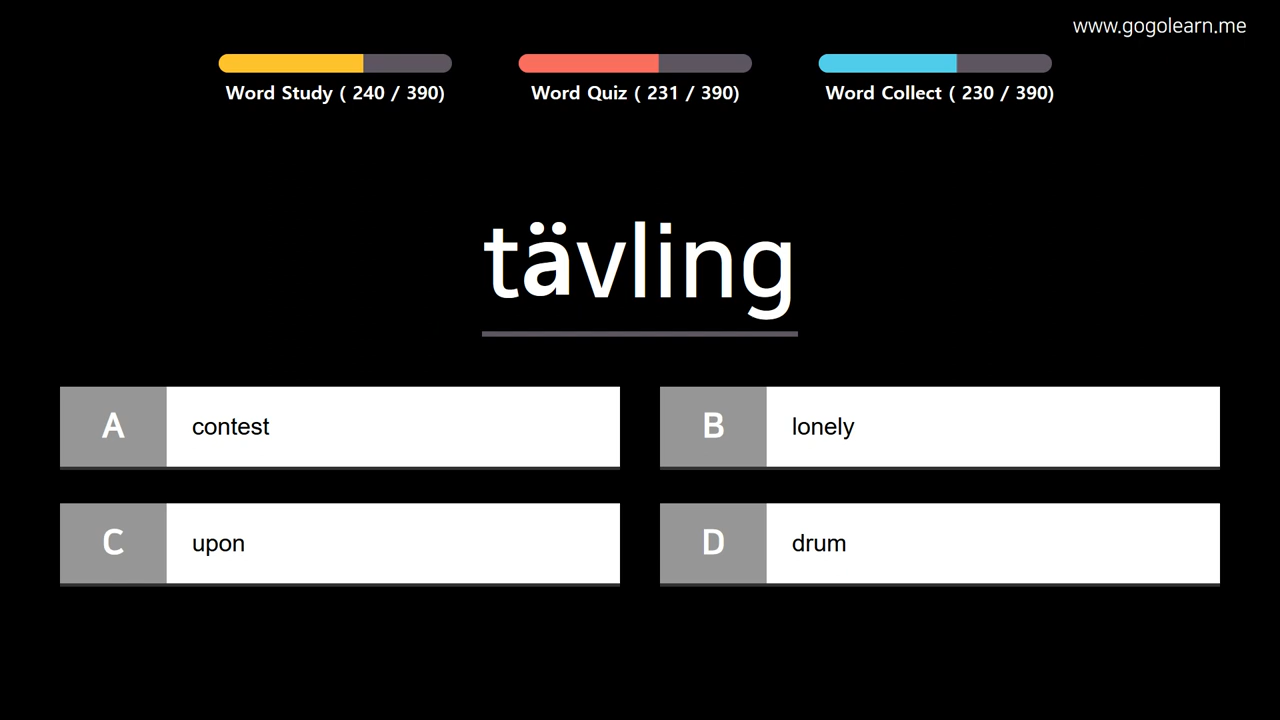 www.gogolearn.me
Word Study ( 240 / 390)
Word Quiz ( 231 / 390)
Word Collect ( 230 / 390)
tävling
A contest
B lonely
C upon
D drum